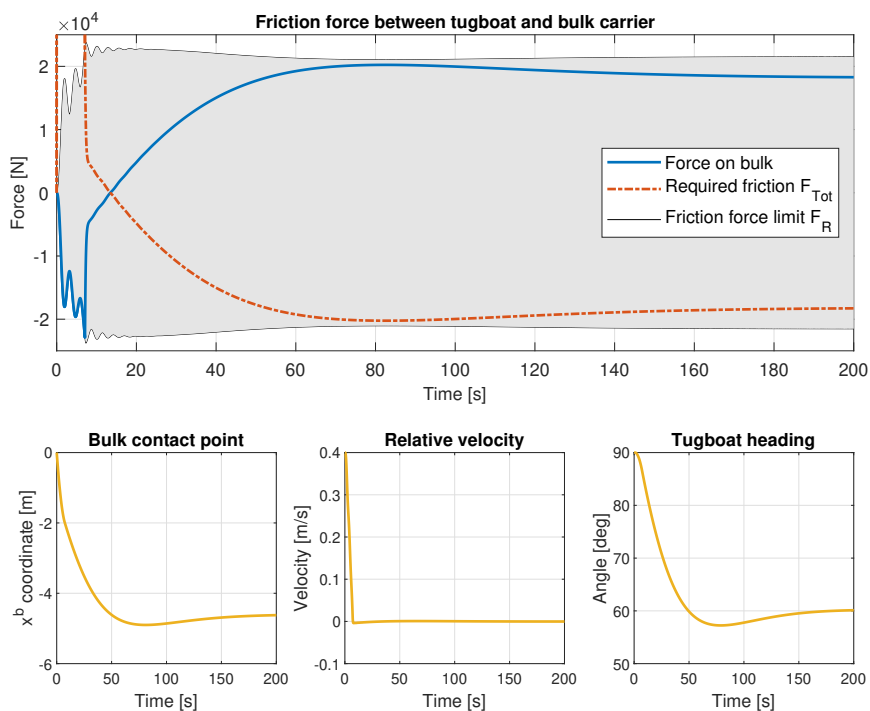 Friction force between tugboat and bulk carrier
×10⁴
2
1
0
-1
-2
Force [N]
Force on bulk
Required friction F_Tot
Friction force limit F_R
0 20 40 60 80 100 120 140 160 180 200
Time [s]
Bulk contact point
0
-2
-4
-6
x^b coordinate [m]
0 50 100 150 200
Time [s]
Relative velocity
0.4
0.3
0.2
0.1
0
-0.1
Velocity [m/s]
0 50 100 150 200
Time [s]
Tugboat heading
90
80
70
60
50
Angle [deg]
0 50 100 150 200
Time [s]